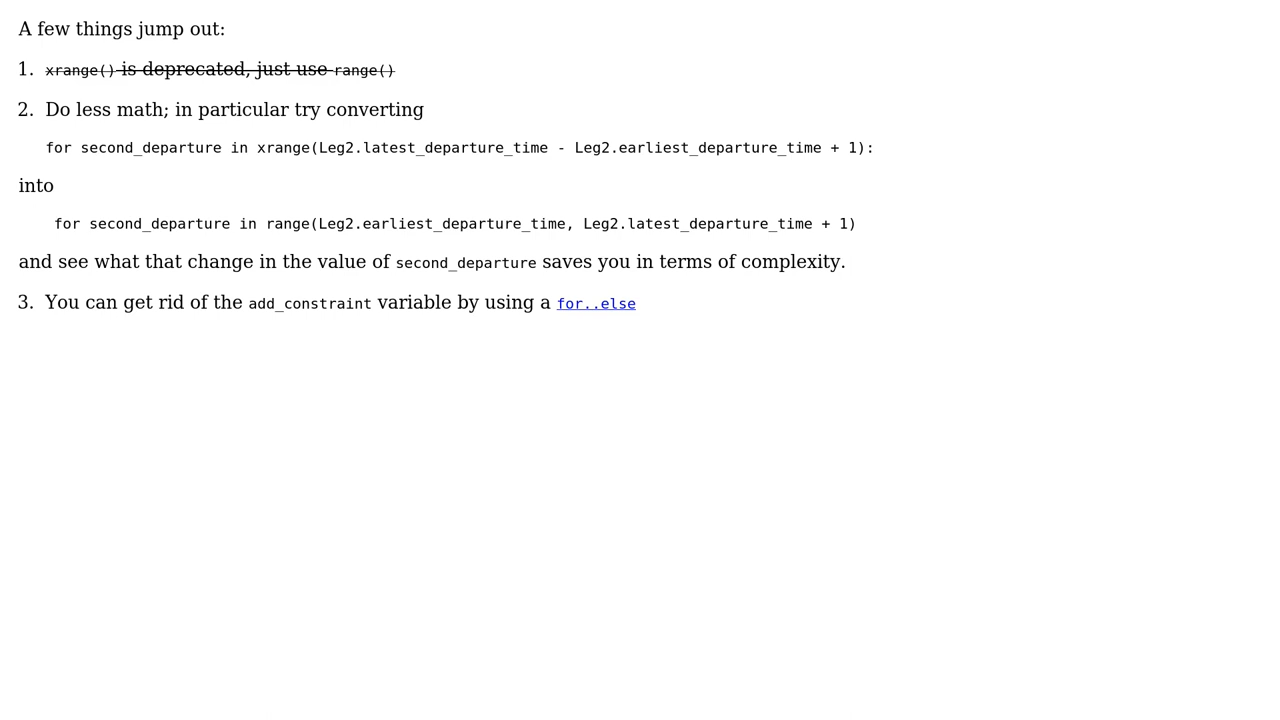 A few things jump out:
1. xrange() is deprecated, just use range()
2. Do less math; in particular try converting
for second_departure in xrange(Leg2.latest_departure_time - Leg2.earliest_departure_time + 1):
into
for second_departure in range(Leg2.earliest_departure_time, Leg2.latest_departure_time + 1)
and see what that change in the value of second_departure saves you in terms of complexity.
3. You can get rid of the add_constraint variable by using a for..else